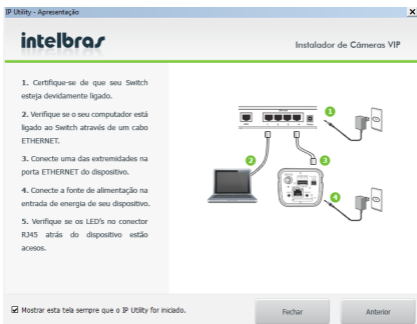 IP Utility - Apresentação
intelbras
Instalador de Câmeras VIP
1. Certifique-se de que seu Switch
esteja devidamente ligado.
2. Verifique se o seu computador está
ligado ao Switch através de um cabo
ETHERNET.
3. Conecte uma das extremidades na
porta ETHERNET do dispositivo.
4. Conecte a fonte de alimentação na
entrada de energia de seu dispositivo.
5. Verifique se os LED's no conector
RJ45 atrás do dispositivo estão
acesos.
1
2
3
4
Mostrar esta tela sempre que o IP Utility for iniciado.
Fechar
Anterior